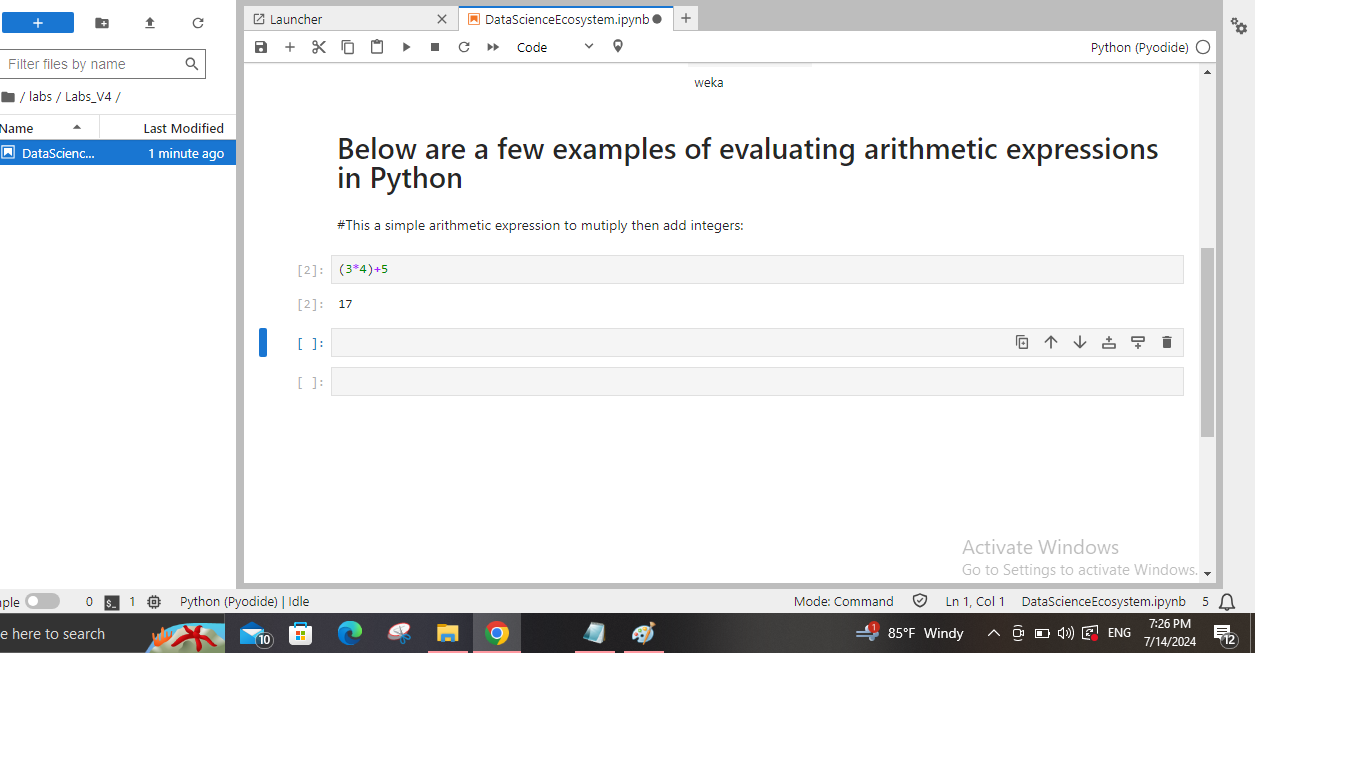 Launcher
DataScienceEcosystem.ipynb
Code
Python (Pyodide)
Filter files by name
/ labs / Labs_V4 /
Name
Last Modified
DataScienc...
1 minute ago
weka
Below are a few examples of evaluating arithmetic expressions
in Python
#This a simple arithmetic expression to mutiply then add integers:
[2]: (3*4)+5
[2]: 17
[ ]:
[ ]:
Activate Windows
Go to Settings to activate Windows.
0
$_
1
Python (Pyodide) | Idle
Mode: Command
Ln 1, Col 1
DataScienceEcosystem.ipynb
5
e here to search
10
1
85°F Windy
ENG
7:26 PM
7/14/2024
12